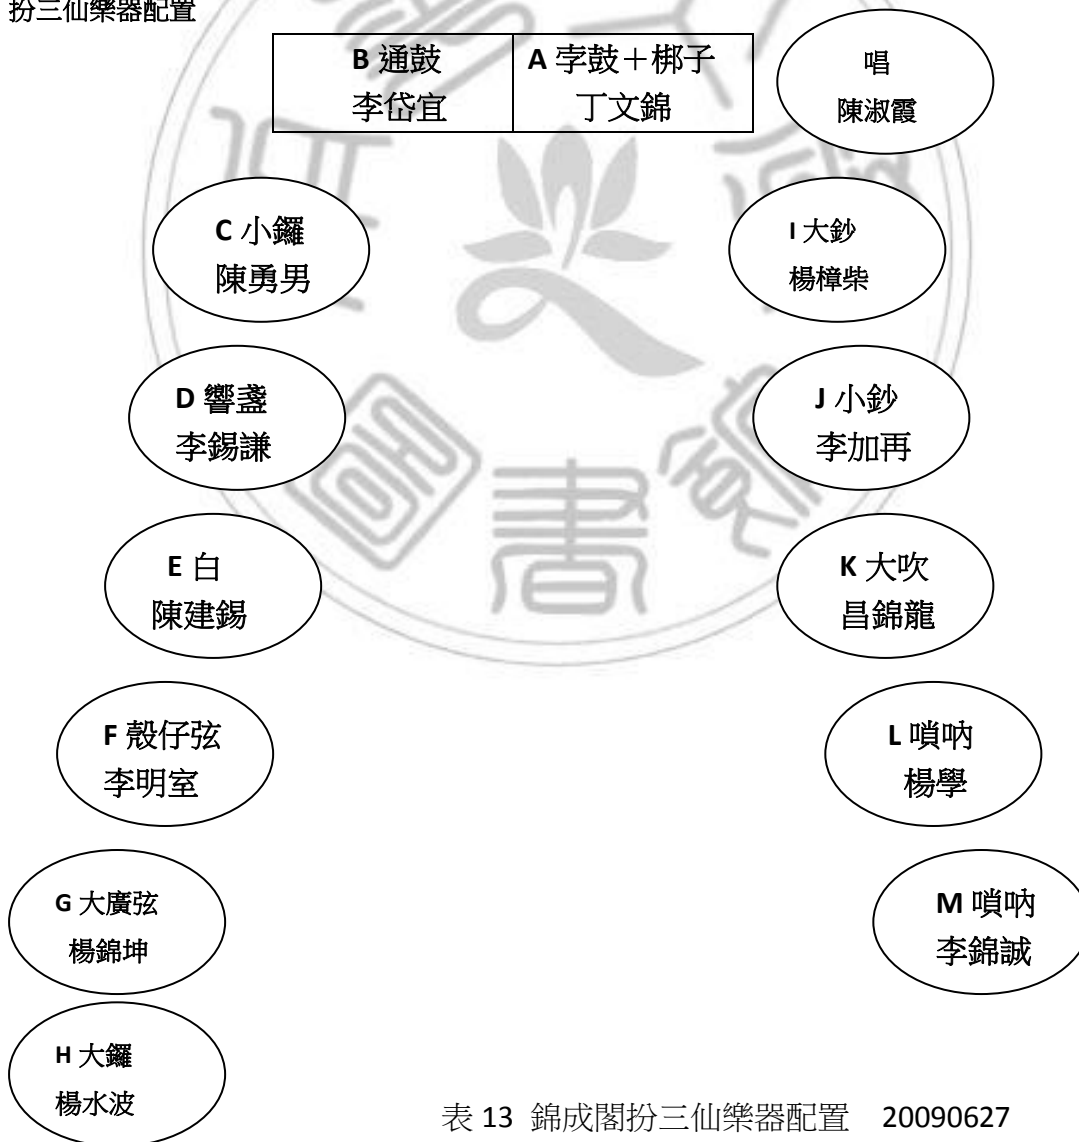 扮三仙樂器配置
B 通鼓
李岱宜
A 孛鼓＋梆子
丁文錦
唱
陳淑霞
C 小鑼
陳勇男
I 大鈔
楊樟柴
D 響盞
李錫謙
J 小鈔
李加再
E 白
陳建錫
K 大吹
昌錦龍
F 殼仔弦
李明室
L 嗩吶
楊學
G 大廣弦
楊錦坤
M 嗩吶
李錦誠
H 大鑼
楊水波
表 13 錦成閣扮三仙樂器配置 20090627